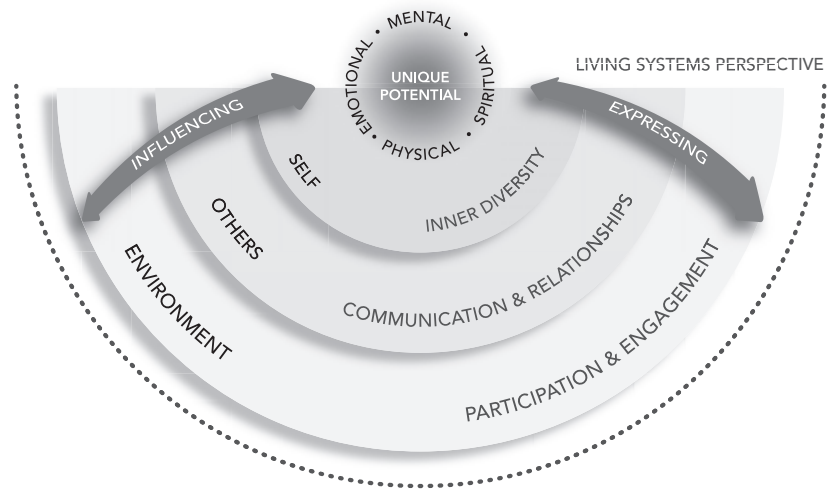 MENTAL
SPIRITUAL
PHYSICAL
EMOTIONAL
UNIQUE
POTENTIAL
LIVING SYSTEMS PERSPECTIVE
INFLUENCING
EXPRESSING
SELF
INNER DIVERSITY
OTHERS
COMMUNICATION & RELATIONSHIPS
ENVIRONMENT
PARTICIPATION & ENGAGEMENT